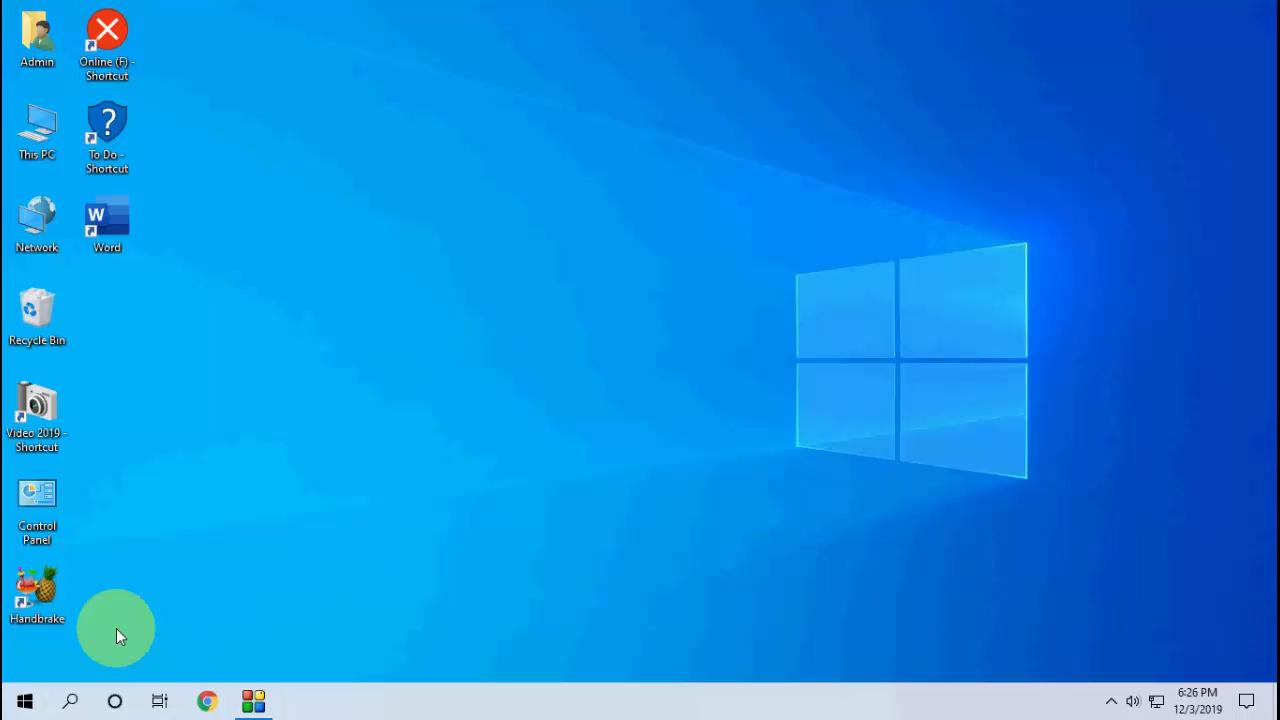 Admin
Online (F) -
Shortcut
This PC
To Do -
Shortcut
Network
Word
Recycle Bin
Video 2019 -
Shortcut
Control
Panel
Handbrake
6:26 PM
12/3/2019